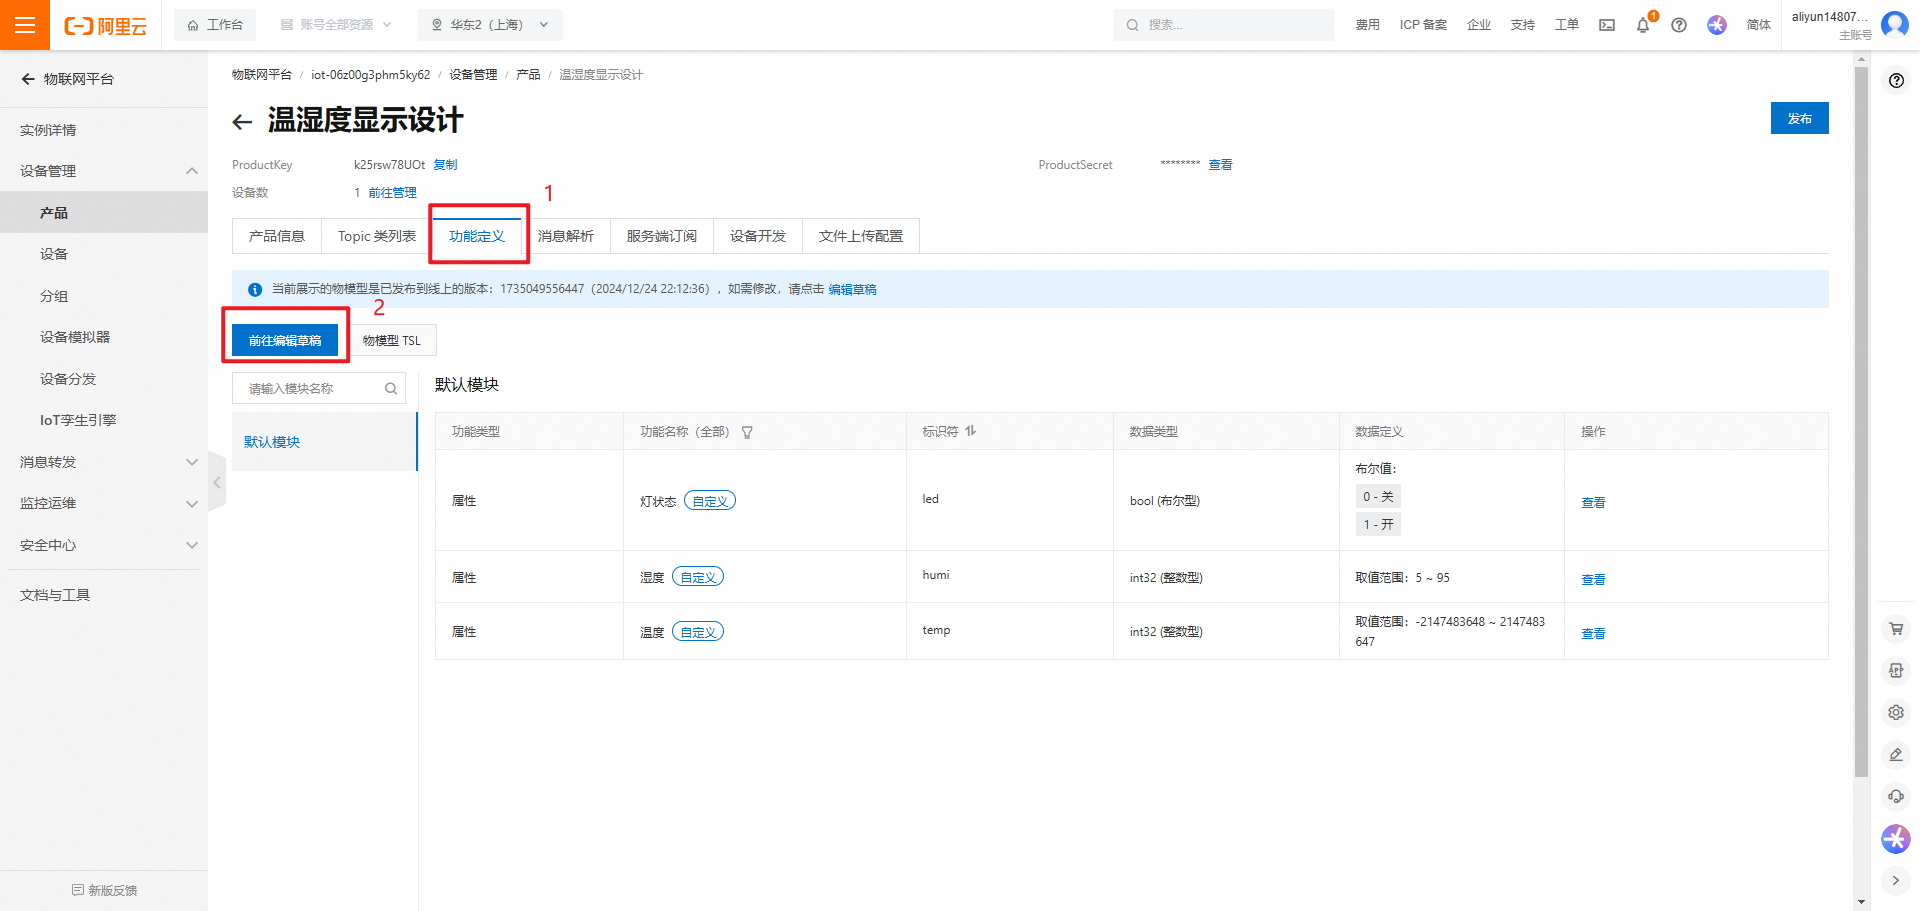 阿里云
工作台
账号全部资源
华东2（上海）
搜索...
费用
ICP 备案
企业
支持
工单
1
简体
aliyun14807...
主账号
物联网平台
实例详情
设备管理
产品
设备
分组
设备模拟器
设备分发
IoT孪生引擎
消息转发
监控运维
安全中心
文档与工具
新版反馈
物联网平台 / iot-06z00g3phm5ky62 / 设备管理 / 产品 / 温湿度显示设计
温湿度显示设计
发布
ProductKey k25rsw78UOt 复制
ProductSecret ******** 查看
设备数 1 前往管理
1
产品信息 Topic 类列表 功能定义 消息解析 服务端订阅 设备开发 文件上传配置
当前展示的物模型是已发布到线上的版本：1735049556447（2024/12/24 22:12:36），如需修改，请点击 编辑草稿
2
前往编辑草稿 物模型 TSL
请输入模块名称
默认模块
默认模块
功能类型 功能名称（全部） 标识符 数据类型 数据定义 操作
属性 灯状态 自定义 led bool (布尔型) 布尔值：
0 - 关
1 - 开
查看
属性 湿度 自定义 humi int32 (整数型) 取值范围：5 ~ 95 查看
属性 温度 自定义 temp int32 (整数型) 取值范围：-2147483648 ~ 2147483
647
查看